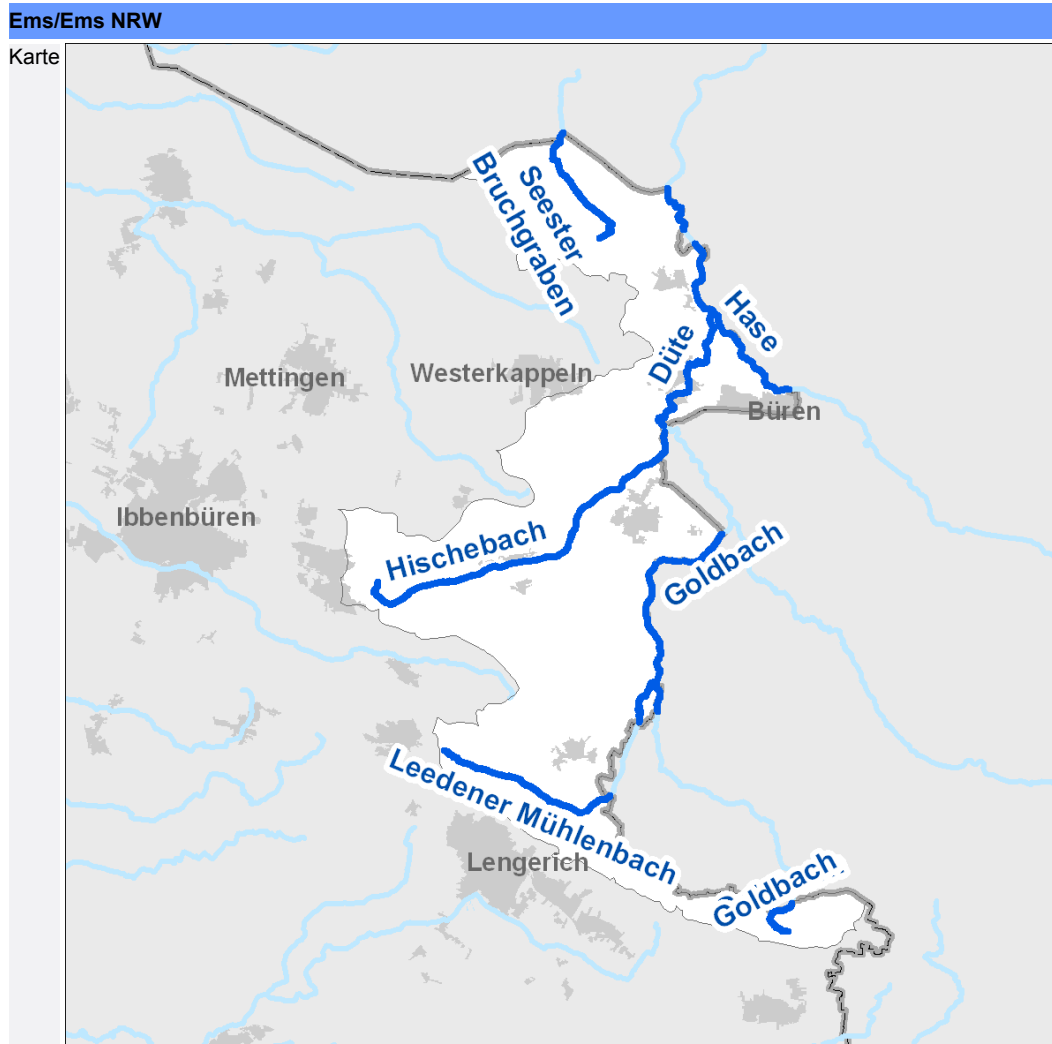 Ems/Ems NRW
Karte
Seester
Bruchgraben
Hase
Düte
Mettingen
Westerkappeln
Büren
Ibbenbüren
Hischebach
Goldbach
Leedener Mühlenbach
Lengerich
Goldbach